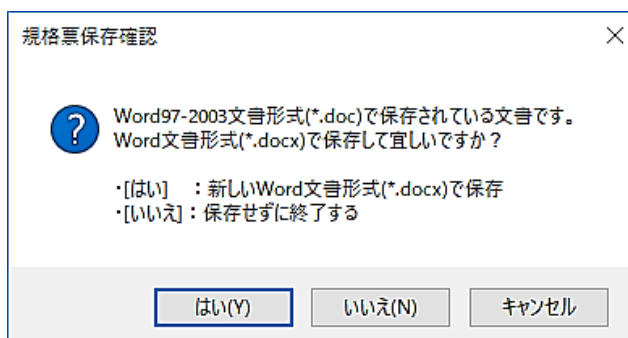 規格票保存確認
Word97-2003文書形式(*.doc)で保存されている文書です。
Word文書形式(*.docx)で保存して宜しいですか？
・[はい]　：新しいWord文書形式(*.docx)で保存
・[いいえ]：保存せずに終了する
はい(Y)
いいえ(N)
キャンセル